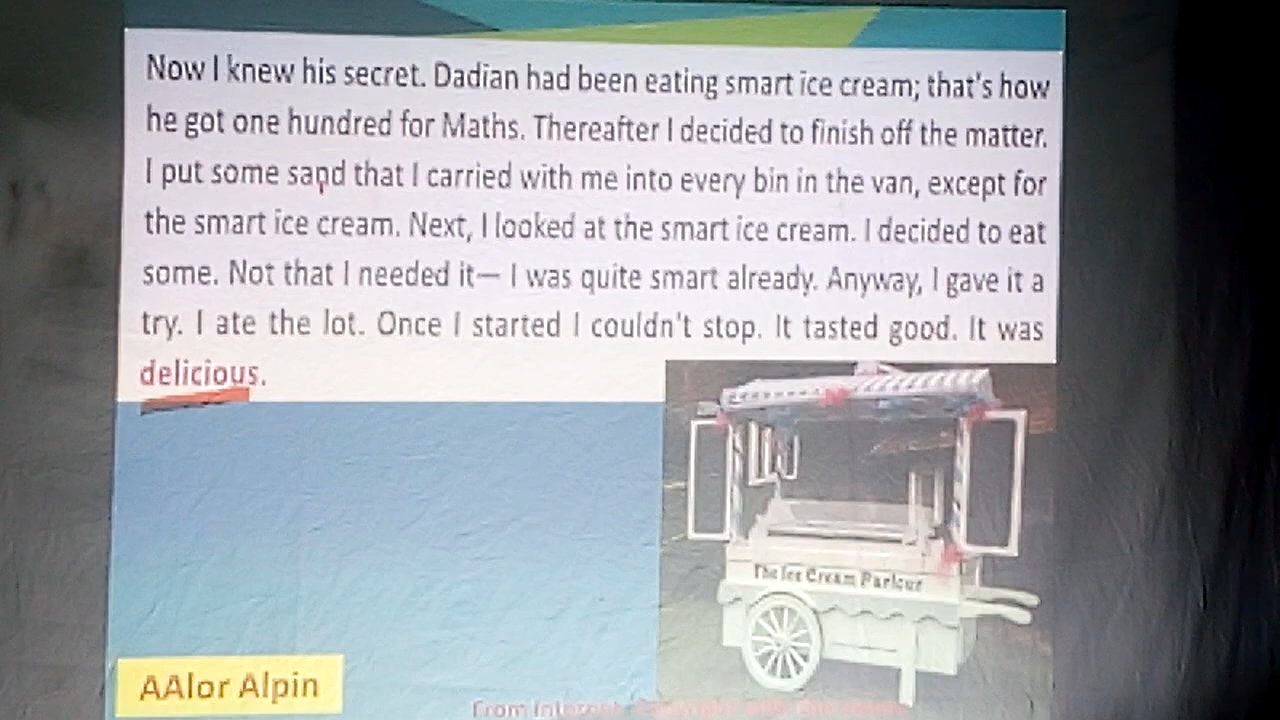 Now I knew his secret. Dadian had been eating smart ice cream; that's how
he got one hundred for Maths. Thereafter I decided to finish off the matter.
I put some sand that I carried with me into every bin in the van, except for
the smart ice cream. Next, I looked at the smart ice cream. I decided to eat
some. Not that I needed it— I was quite smart already. Anyway, I gave it a
try. I ate the lot. Once I started I couldn't stop. It tasted good. It was
delicious.
The Ice Cream Parlour
AAlor Alpin
From Internet